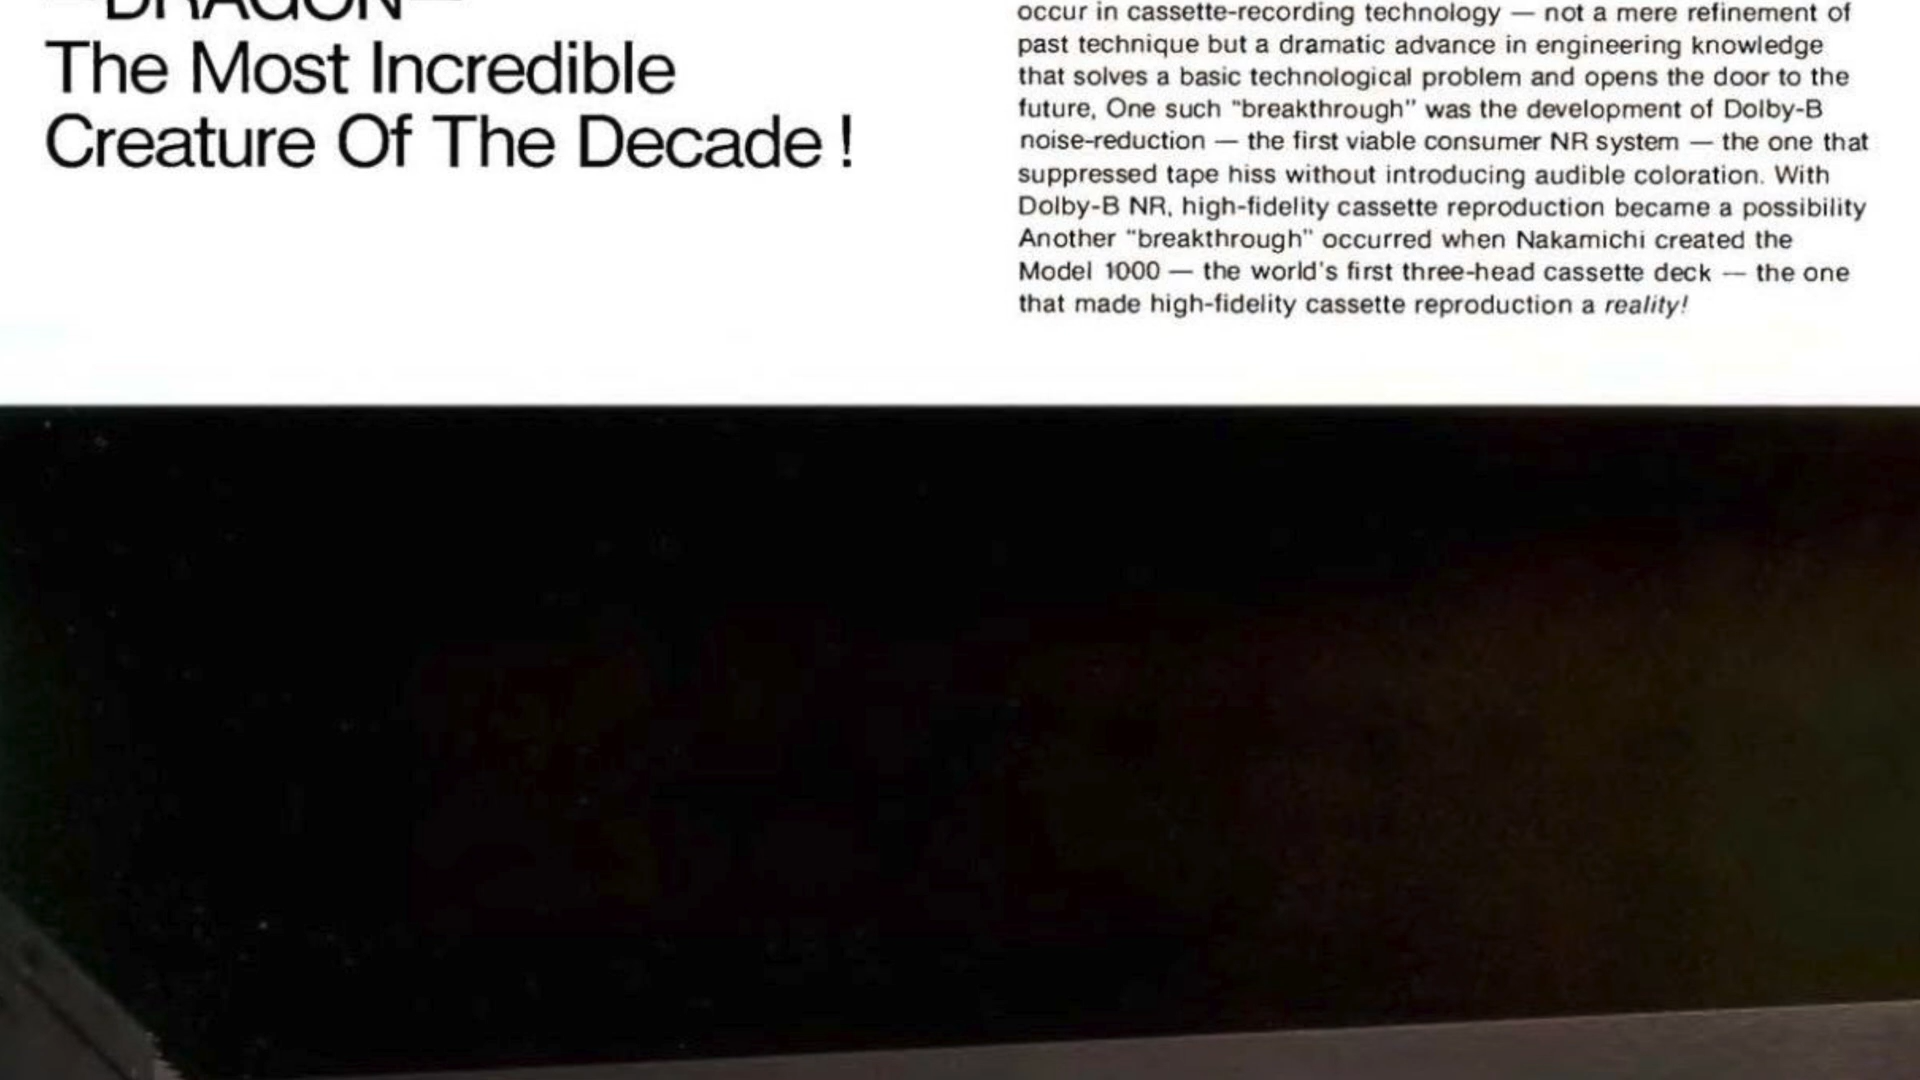 —DRAGON—
The Most Incredible
Creature Of The Decade !
occur in cassette-recording technology — not a mere refinement of
past technique but a dramatic advance in engineering knowledge
that solves a basic technological problem and opens the door to the
future, One such "breakthrough" was the development of Dolby-B
noise-reduction — the first viable consumer NR system — the one that
suppressed tape hiss without introducing audible coloration. With
Dolby-B NR, high-fidelity cassette reproduction became a possibility
Another "breakthrough" occurred when Nakamichi created the
Model 1000 — the world's first three-head cassette deck — the one
that made high-fidelity cassette reproduction a reality!